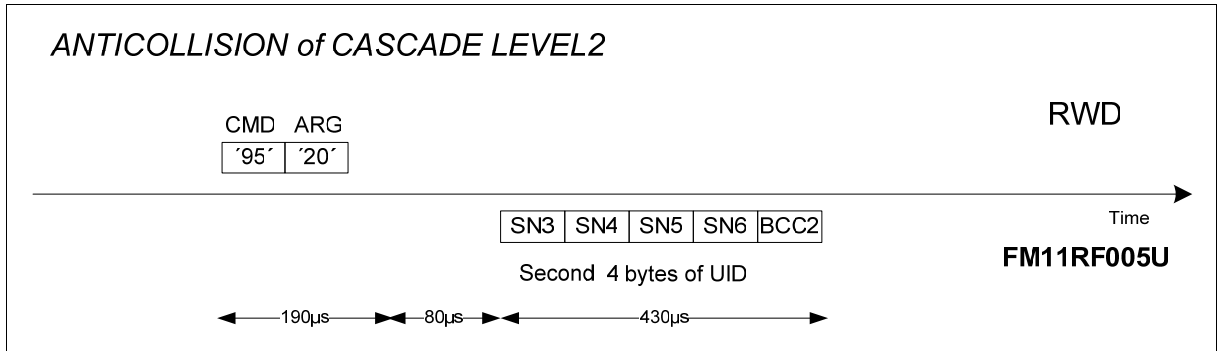 ANTICOLLISION of CASCADE LEVEL2
RWD
CMD ARG
´95´ ´20´
Time
SN3 SN4 SN5 SN6 BCC2
FM11RF005U
Second 4 bytes of UID
190µs 80µs 430µs